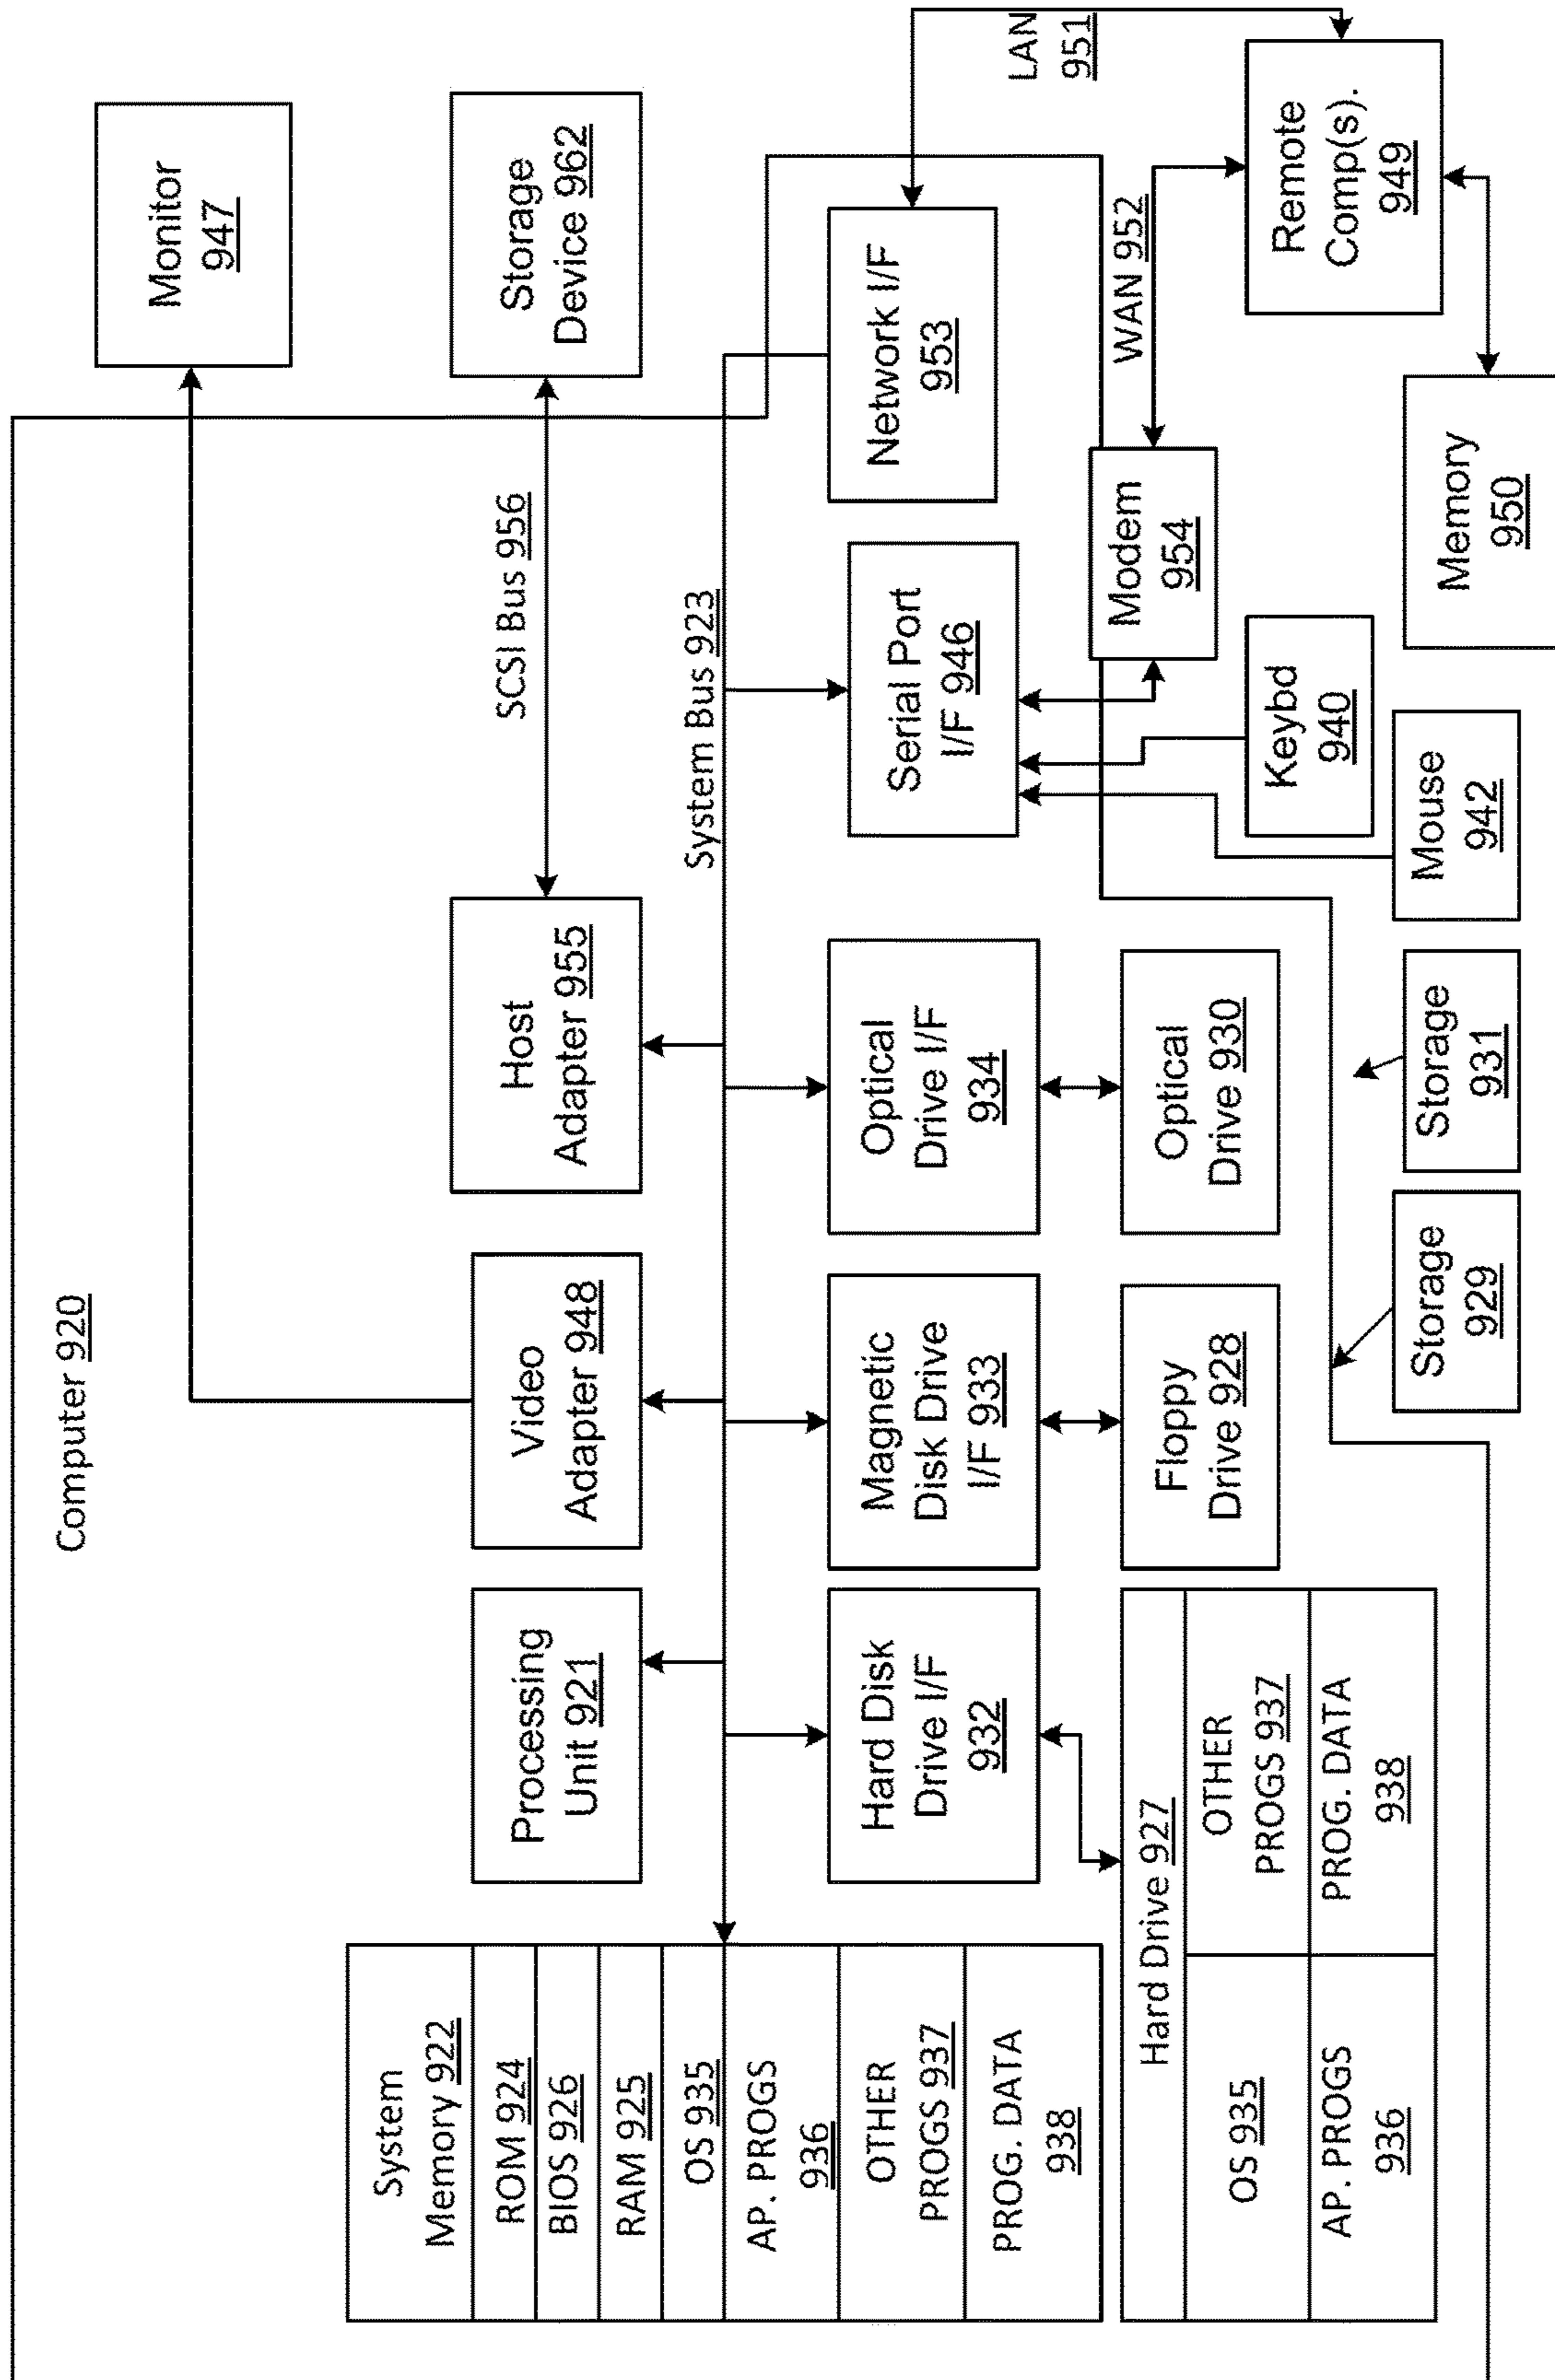 Computer 920
System
Memory 922
ROM 924
BIOS 926
RAM 925
OS 935
AP. PROGS
936
OTHER
PROGS 937
PROG. DATA
938
Processing
Unit 921
Video
Adapter 948
Host
Adapter 955
SCSI Bus 956
Monitor
947
Storage
Device 962
System Bus 923
Hard Disk
Drive I/F
932
Magnetic
Disk Drive
I/F 933
Optical
Drive I/F
934
Serial Port
I/F 946
Network I/F
953
Hard Drive 927
OS 935
OTHER
PROGS 937
AP. PROGS
936
PROG. DATA
938
Floppy
Drive 928
Optical
Drive 930
Modem
954
WAN 952
LAN
951
Storage
929
Storage
931
Mouse
942
Keybd
940
Memory
950
Remote
Comp(s).
949